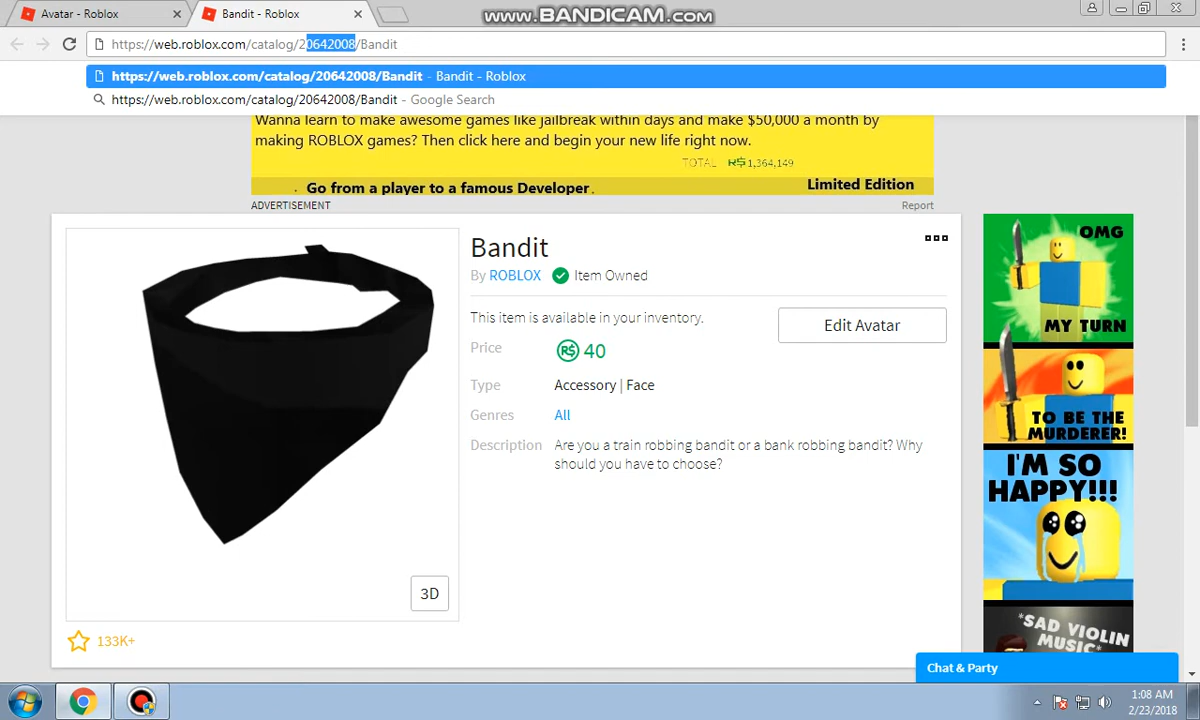 Avatar - Roblox
Bandit - Roblox
www.BANDICAM.com
https://web.roblox.com/catalog/20642008/Bandit
https://web.roblox.com/catalog/20642008/Bandit - Bandit - Roblox
https://web.roblox.com/catalog/20642008/Bandit - Google Search
Wanna learn to make awesome games like jailbreak within days and make $50,000 a month by
making ROBLOX games? Then click here and begin your new life right now.
TOTAL R$ 1,364,149
Go from a player to a famous Developer.
Limited Edition
ADVERTISEMENT
Report
Bandit
By ROBLOX Item Owned
This item is available in your inventory.
Edit Avatar
Price R$ 40
Type Accessory | Face
Genres All
Description Are you a train robbing bandit or a bank robbing bandit? Why
should you have to choose?
3D
133K+
OMG
MY TURN
TO BE THE
MURDERER!
I'M SO
HAPPY!!!
*SAD VIOLIN
MUSIC*
Chat & Party
1:08 AM
2/23/2018